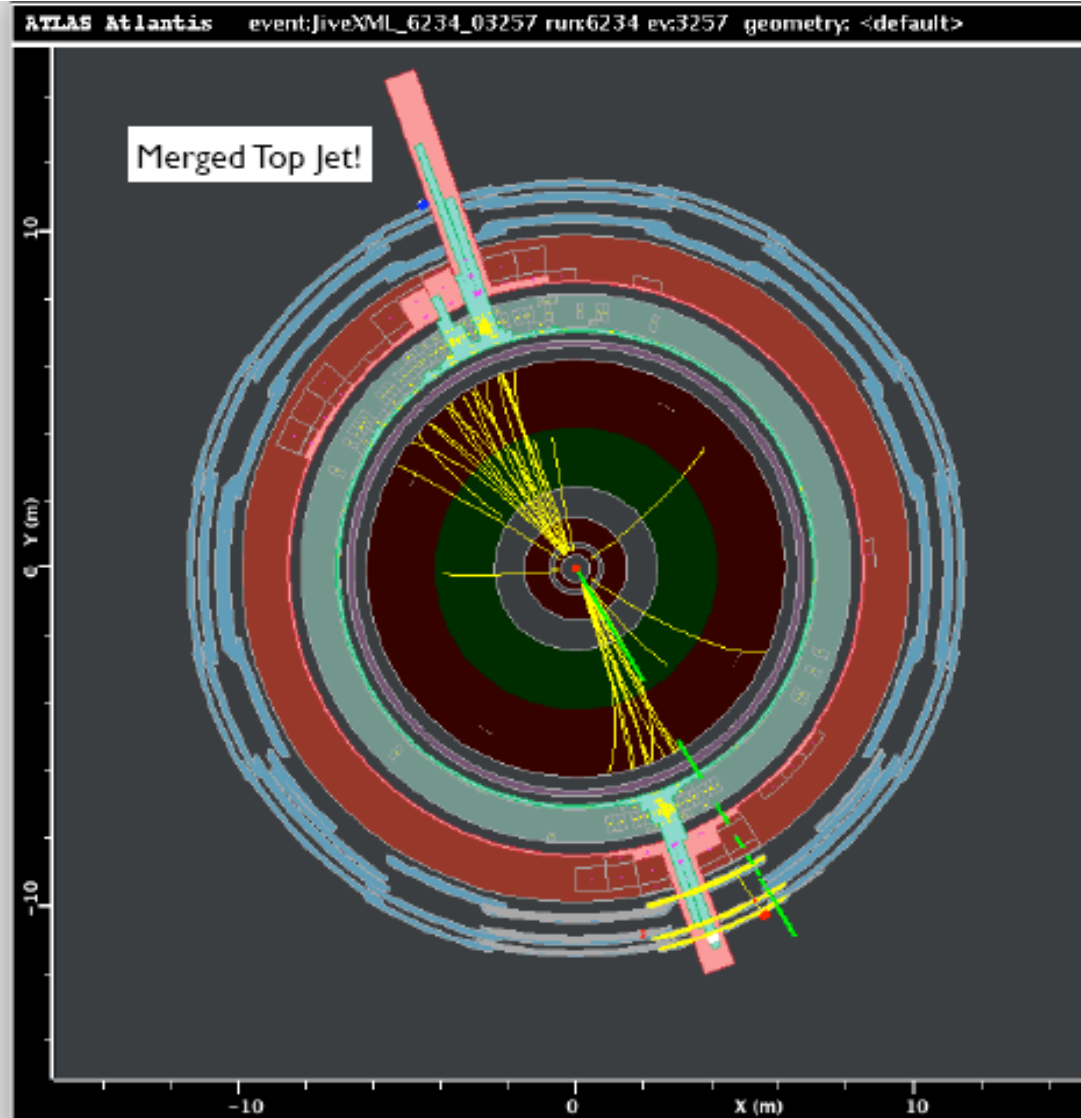 ATLAS Atlantis event:JiveXML_6234_03257 run:6234 ev:3257 geometry: <default>
Merged Top Jet!
10
Y (m)
0
-10
-10 0 X (m) 10